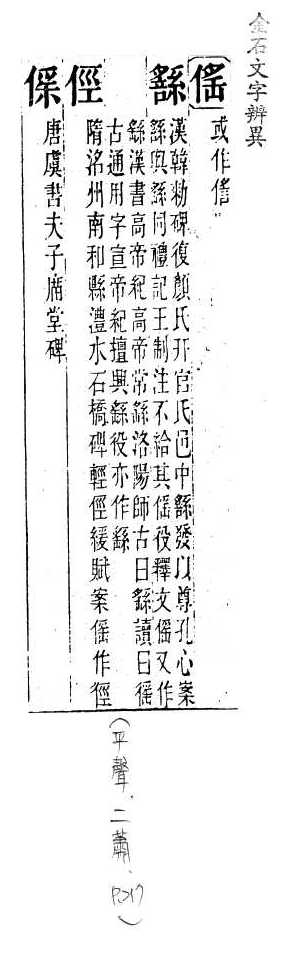 金石文字辨異
傜
或作傜
繇
漢韓勑碑復顏氏幵官氏邑中繇發以尊孔心案
繇與繇同禮記王制注不給其傜役釋文傜又作
繇漢書高帝紀高帝常繇洛陽師古曰繇讀曰徭
古通用字宣帝紀擅興繇役亦作繇
徑
隋洺州南和縣澧水石橋碑輕徑緩賦案傜作徑
保
唐虞書夫子廟堂碑
(平聲.二蕭.P217)